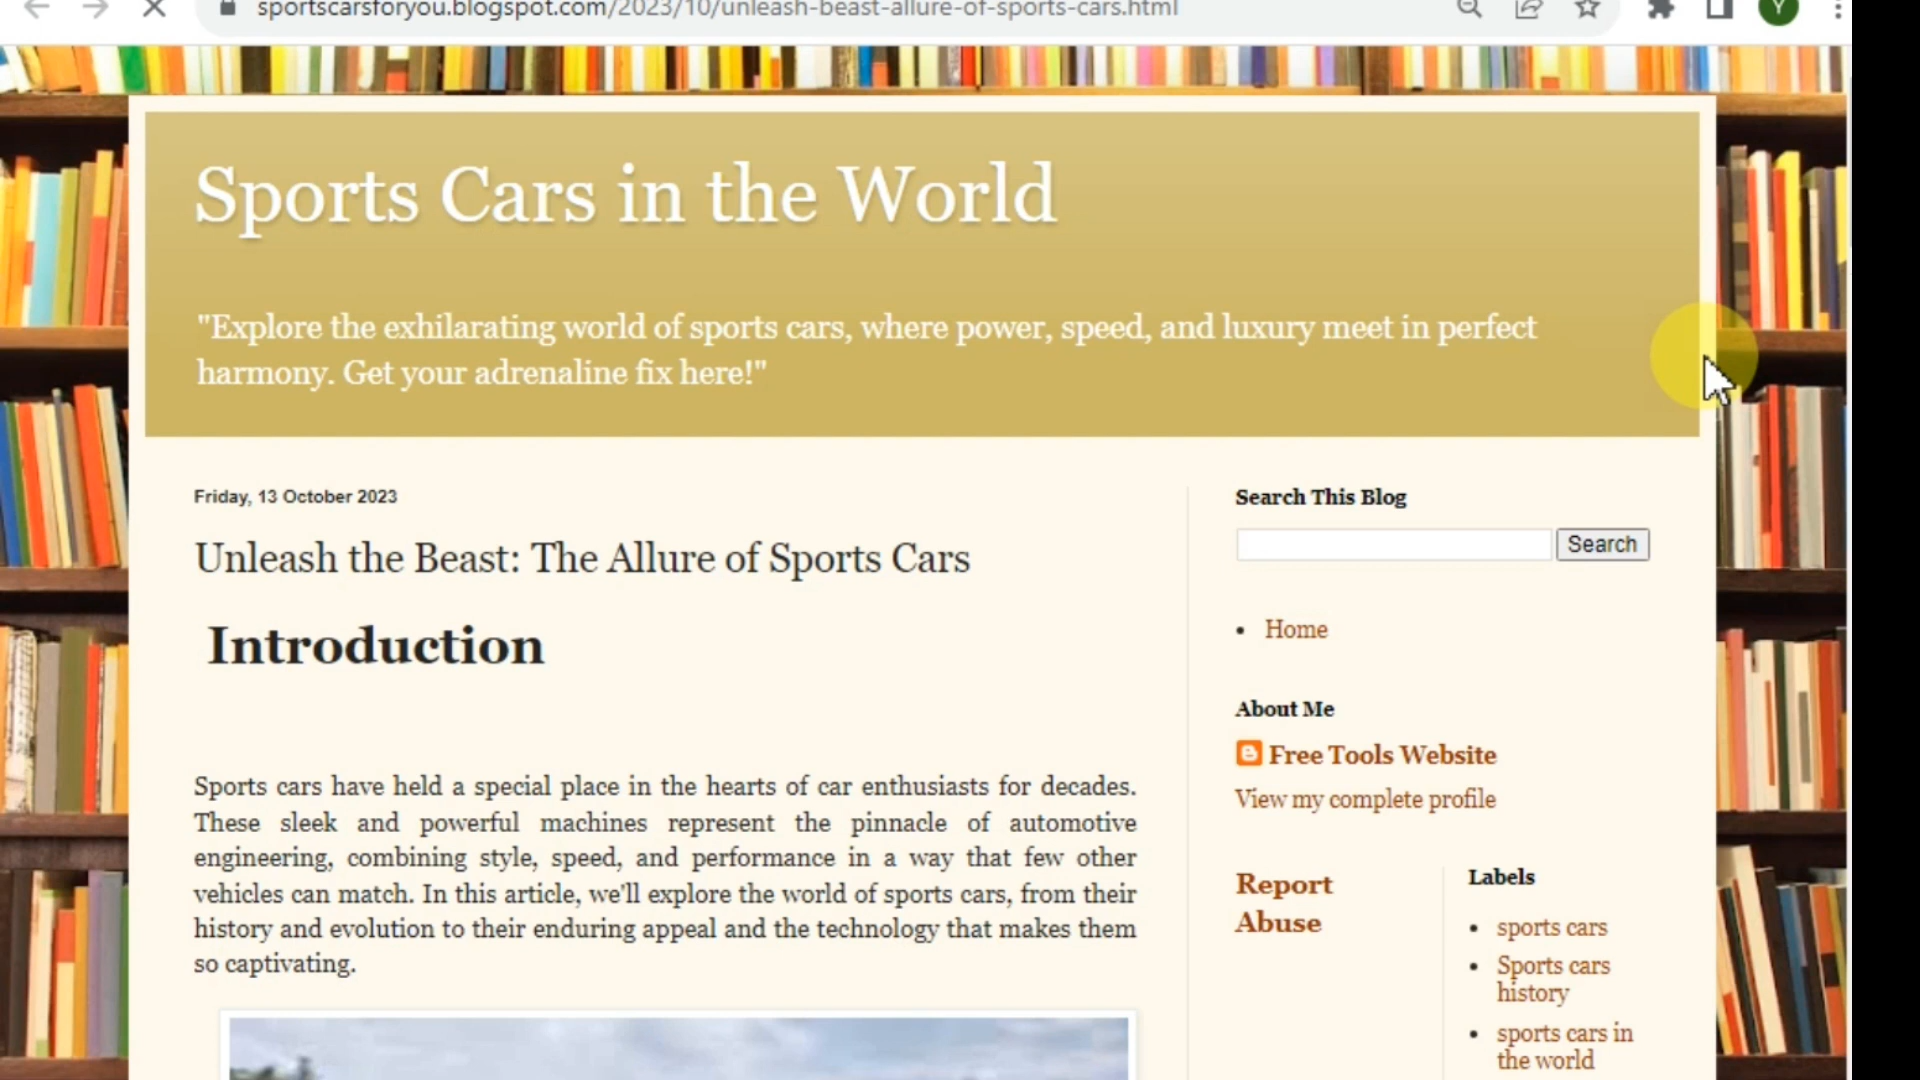 sportscarsforyou.blogspot.com/2023/10/unleash-beast-allure-of-sports-cars.html
Y
Sports Cars in the World
"Explore the exhilarating world of sports cars, where power, speed, and luxury meet in perfect
harmony. Get your adrenaline fix here!"
Friday, 13 October 2023
Unleash the Beast: The Allure of Sports Cars
Introduction
Sports cars have held a special place in the hearts of car enthusiasts for decades.
These sleek and powerful machines represent the pinnacle of automotive
engineering, combining style, speed, and performance in a way that few other
vehicles can match. In this article, we'll explore the world of sports cars, from their
history and evolution to their enduring appeal and the technology that makes them
so captivating.
Search This Blog
Search
Home
About Me
Free Tools Website
View my complete profile
Report
Abuse
Labels
sports cars
Sports cars
history
sports cars in
the world